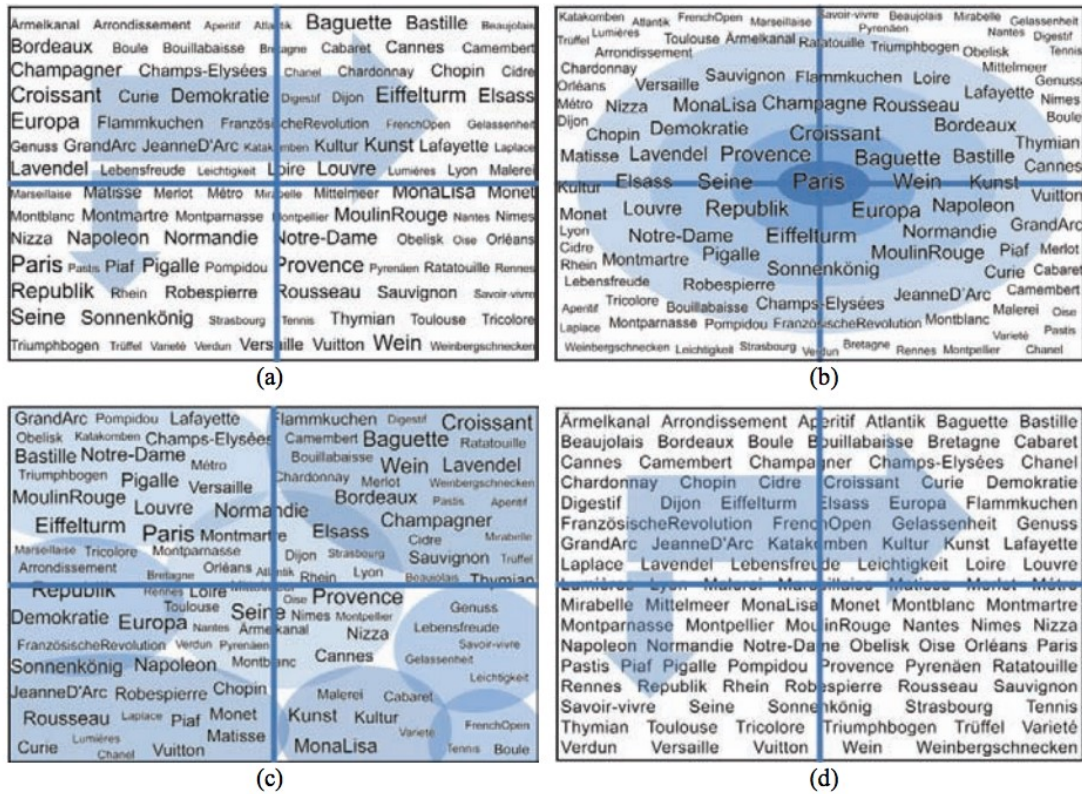 Ärmelkanal Arrondissement Aperitif Atlantik Baguette Bastille Beaujolais
Bordeaux Boule Bouillabaisse Bretagne Cabaret Cannes Camembert
Champagner Champs-Elysées Chanel Chardonnay Chopin Cidre
Croissant Curie Demokratie Digestif Dijon Eiffelturm Elsass
Europa Flammkuchen FranzösischeRevolution FrenchOpen Gelassenheit
Genuss GrandArc JeanneD'Arc Katakomben Kultur Kunst Lafayette Laplace
Lavendel Lebensfreude Leichtigkeit Loire Louvre Lumières Lyon Malerei
Marseillaise Matisse Merlot Métro Mirabelle Mittelmeer MonaLisa Monet
Montblanc Montmartre Montparnasse Montpellier MoulinRouge Nantes Nimes
Nizza Napoleon Normandie Notre-Dame Obelisk Oise Orléans
Paris Pastis Piaf Pigalle Pompidou Provence Pyrenäen Ratatouille Rennes
Republik Rhein Robespierre Rousseau Sauvignon Savoir-vivre
Seine Sonnenkönig Strasbourg Tennis Thymian Toulouse Tricolore
Triumphbogen Trüffel Varieté Verdun Versaille Vuitton Wein Weinbergschnecken
(a)
Katakomben Atlantik FrenchOpen Marseillaise Savoir-vivre Beaujolais Mirabelle Gelassenheit
Trüffel Lumières Toulouse Ärmelkanal Ratatouille Pyrenäen Triumphbogen Obelisk Nantes Digestif
Arrondissement Tennis
Chardonnay Versaille Sauvignon Flammkuchen Loire Mittelmeer Genuss
Orléans
Métro Nizza MonaLisa Champagne Rousseau Lafayette Nimes
Dijon Chopin Demokratie Croissant Bordeaux Boule
Thymian
Matisse Lavendel Provence Baguette Bastille Cannes
Kultur Elsass Seine Paris Wein Kunst Vuitton
Monet Louvre Republik Europa Napoleon
Lyon Notre-Dame Eiffelturm Normandie GrandArc
Cidre Montmartre Pigalle MoulinRouge Piaf Merlot
Rhein Sonnenkönig Curie Cabaret
Lebensfreude Robespierre JeanneD'Arc Camembert
Aperitif Tricolore Bouillabaisse Champs-Elysées Malerei Oise
Laplace Montparnasse Pompidou FranzösischeRevolution Montblanc Varieté Pastis
Weinbergschnecken Leichtigkeit Strasbourg Verdun Bretagne Rennes Montpellier Chanel
(b)
GrandArc Pompidou Lafayette Flammkuchen Digestif Croissant
Obelisk Katakomben Champs-Elysées Camembert Baguette Ratatouille
Bastille Notre-Dame Bouillabaisse Wein Lavendel
Triumphbogen Pigalle Métro Versaille Chardonnay Merlot Weinbergschnecken
MoulinRouge Louvre Normandie Bordeaux Pastis Aperitif
Eiffelturm Paris Montmartre Elsass Champagner
Cidre Mirabelle
Marseillaise Tricolore Montparnasse Dijon Strasbourg Sauvignon Trüffel
Arrondissement Bretagne Orléans Atlantik Rhein Lyon Beaujolais Thymian
Republik Rennes Loire Oise Provence
Demokratie Europa Toulouse Seine Nimes Montpellier Genuss
Nantes Ärmelkanal Nizza Lebensfreude
FranzösischeRevolution Verdun Pyrenäen Savoir-vivre
Sonnenkönig Napoleon Montblanc Cannes Gelassenheit
JeanneD'Arc Robespierre Chopin Malerei Cabaret Leichtigkeit
Rousseau Laplace Piaf Monet Kunst Kultur Varieté FrenchOpen
Curie Lumières Chanel Vuitton Matisse MonaLisa Tennis Boule
(c)
Ärmelkanal Arrondissement Aperitif Atlantik Baguette Bastille
Beaujolais Bordeaux Boule Bouillabaisse Bretagne Cabaret
Cannes Camembert Champagner Champs-Elysées Chanel
Chardonnay Chopin Cidre Croissant Curie Demokratie
Digestif Dijon Eiffelturm Elsass Europa Flammkuchen
FranzösischeRevolution FrenchOpen Gelassenheit Genuss
GrandArc JeanneD'Arc Katakomben Kultur Kunst Lafayette
Laplace Lavendel Lebensfreude Leichtigkeit Loire Louvre
Lumières Lyon Malerei Marseillaise Matisse Merlot Métro
Mirabelle Mittelmeer MonaLisa Monet Montblanc Montmartre
Montparnasse Montpellier MoulinRouge Nantes Nimes Nizza
Napoleon Normandie Notre-Dame Obelisk Oise Orléans Paris
Pastis Piaf Pigalle Pompidou Provence Pyrenäen Ratatouille
Rennes Republik Rhein Robespierre Rousseau Sauvignon
Savoir-vivre Seine Sonnenkönig Strasbourg Tennis
Thymian Toulouse Tricolore Triumphbogen Trüffel Varieté
Verdun Versaille Vuitton Wein Weinbergschnecken
(d)